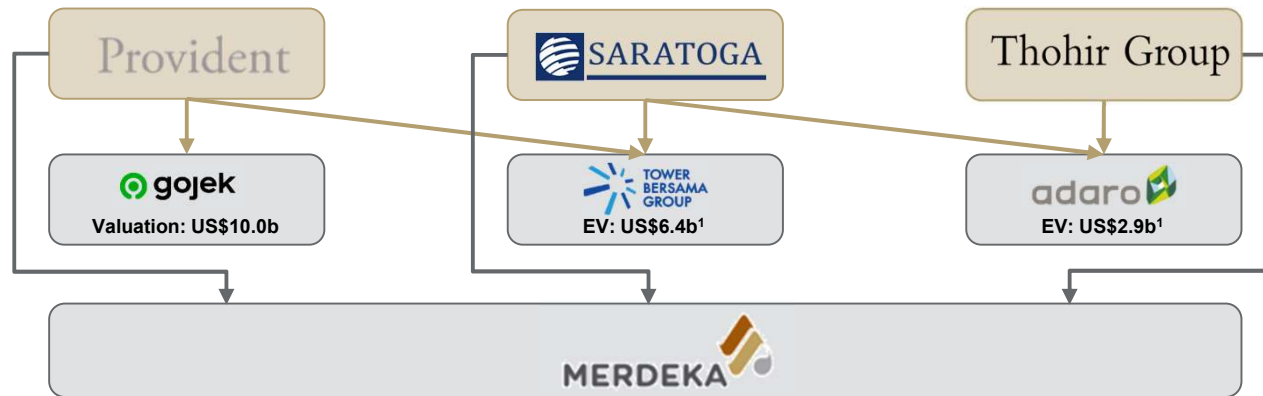 Provident
SARATOGA
Thohir Group
gojek
Valuation: US$10.0b
TOWER
BERSAMA
GROUP
EV: US$6.4b¹
adaro
EV: US$2.9b¹
MERDEKA